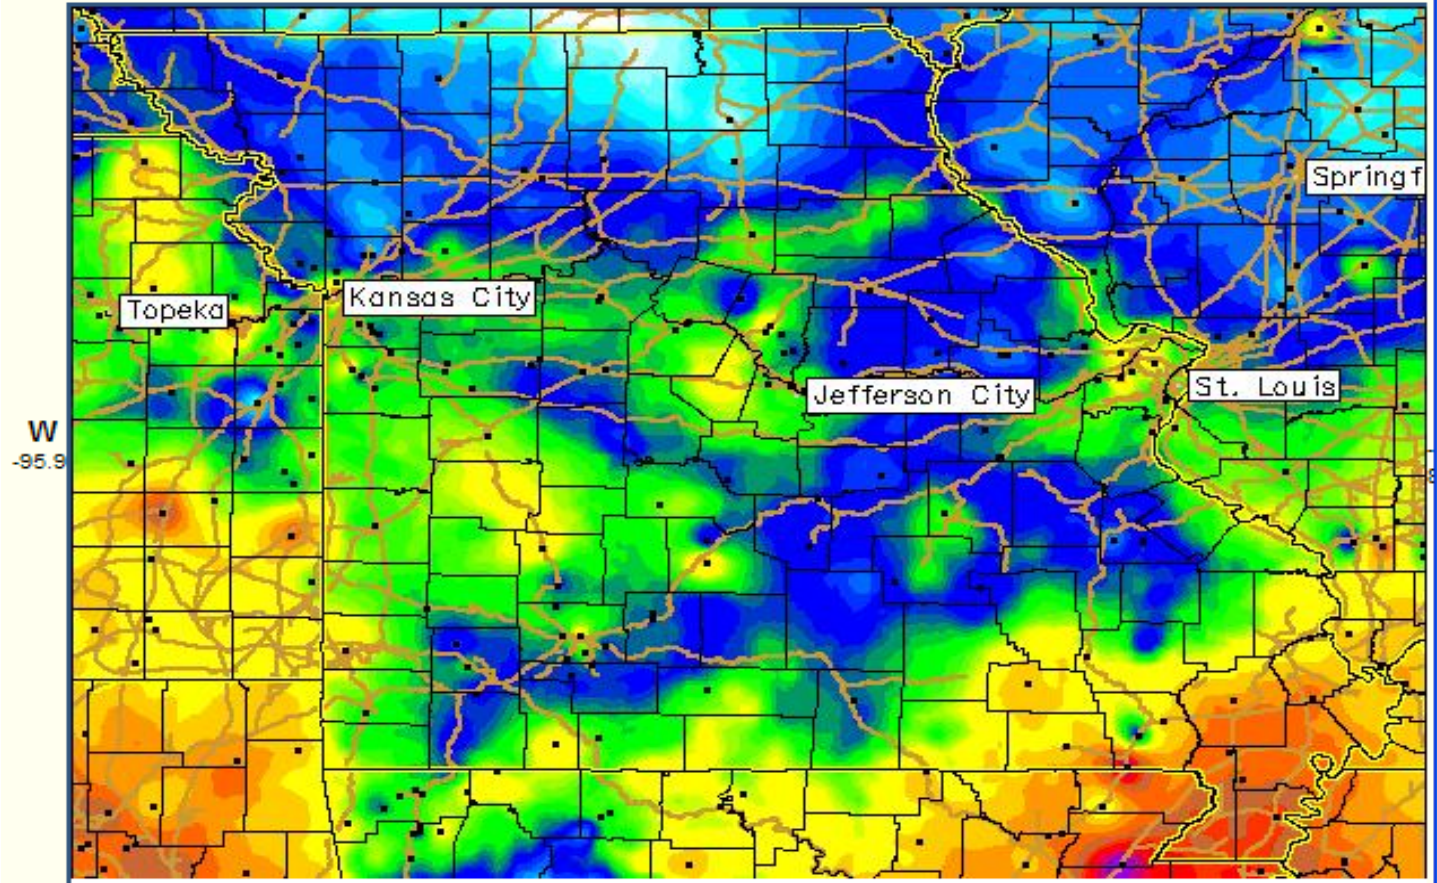 Springf
Topeka
Kansas City
Jefferson City
St. Louis
W
-95.9